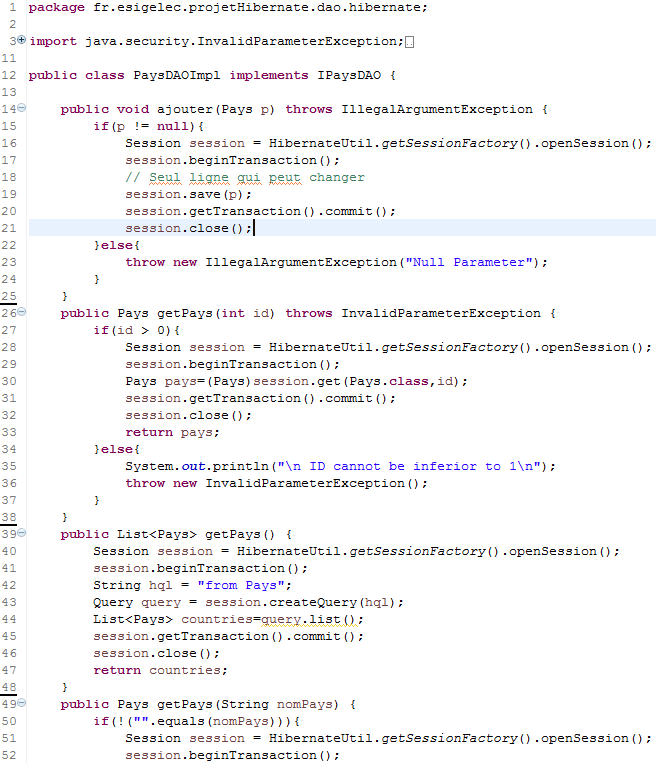 1 package fr.esigelec.projetHibernate.dao.hibernate;
2
3 import java.security.InvalidParameterException;
11
12 public class PaysDAOImpl implements IPaysDAO {
13
14     public void ajouter(Pays p) throws IllegalArgumentException {
15         if(p != null){
16             Session session = HibernateUtil.getSessionFactory().openSession();
17             session.beginTransaction();
18             // Seul ligne qui peut changer
19             session.save(p);
20             session.getTransaction().commit();
21             session.close();
22         }else{
23             throw new IllegalArgumentException("Null Parameter");
24         }
25     }
26     public Pays getPays(int id) throws InvalidParameterException {
27         if(id > 0){
28             Session session = HibernateUtil.getSessionFactory().openSession();
29             session.beginTransaction();
30             Pays pays=(Pays)session.get(Pays.class,id);
31             session.getTransaction().commit();
32             session.close();
33             return pays;
34         }else{
35             System.out.println("\n ID cannot be inferior to 1\n");
36             throw new InvalidParameterException();
37         }
38     }
39     public List<Pays> getPays() {
40         Session session = HibernateUtil.getSessionFactory().openSession();
41         session.beginTransaction();
42         String hql = "from Pays";
43         Query query = session.createQuery(hql);
44         List<Pays> countries=query.list();
45         session.getTransaction().commit();
46         session.close();
47         return countries;
48     }
49     public Pays getPays(String nomPays) {
50         if(!("".equals(nomPays))){
51             Session session = HibernateUtil.getSessionFactory().openSession();
52             session.beginTransaction();